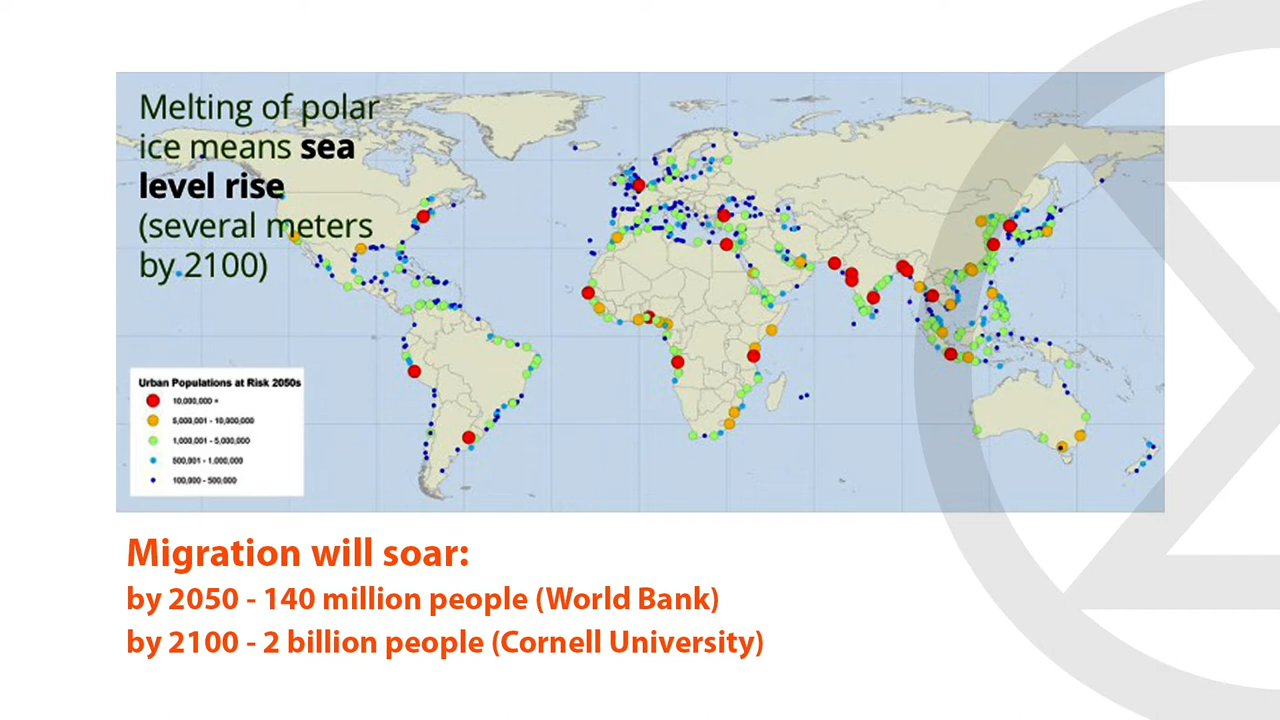 Melting of polar
ice means sea
level rise
(several meters
by 2100)
Urban Populations at Risk 2050s
10,000,000 +
5,000,001 - 10,000,000
1,000,001 - 5,000,000
500,001 - 1,000,000
100,000 - 500,000
Migration will soar:
by 2050 - 140 million people (World Bank)
by 2100 - 2 billion people (Cornell University)